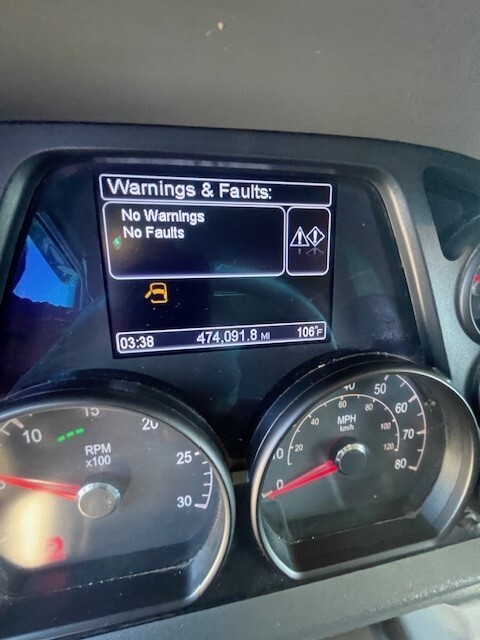 Warnings & Faults:
No Warnings
No Faults
03:38 474,091.8 MI 106°F
10 15 20 25 30
RPM
x100
0 10 40 50 60 70 80
20 40 60 80 100 120
MPH
km/h